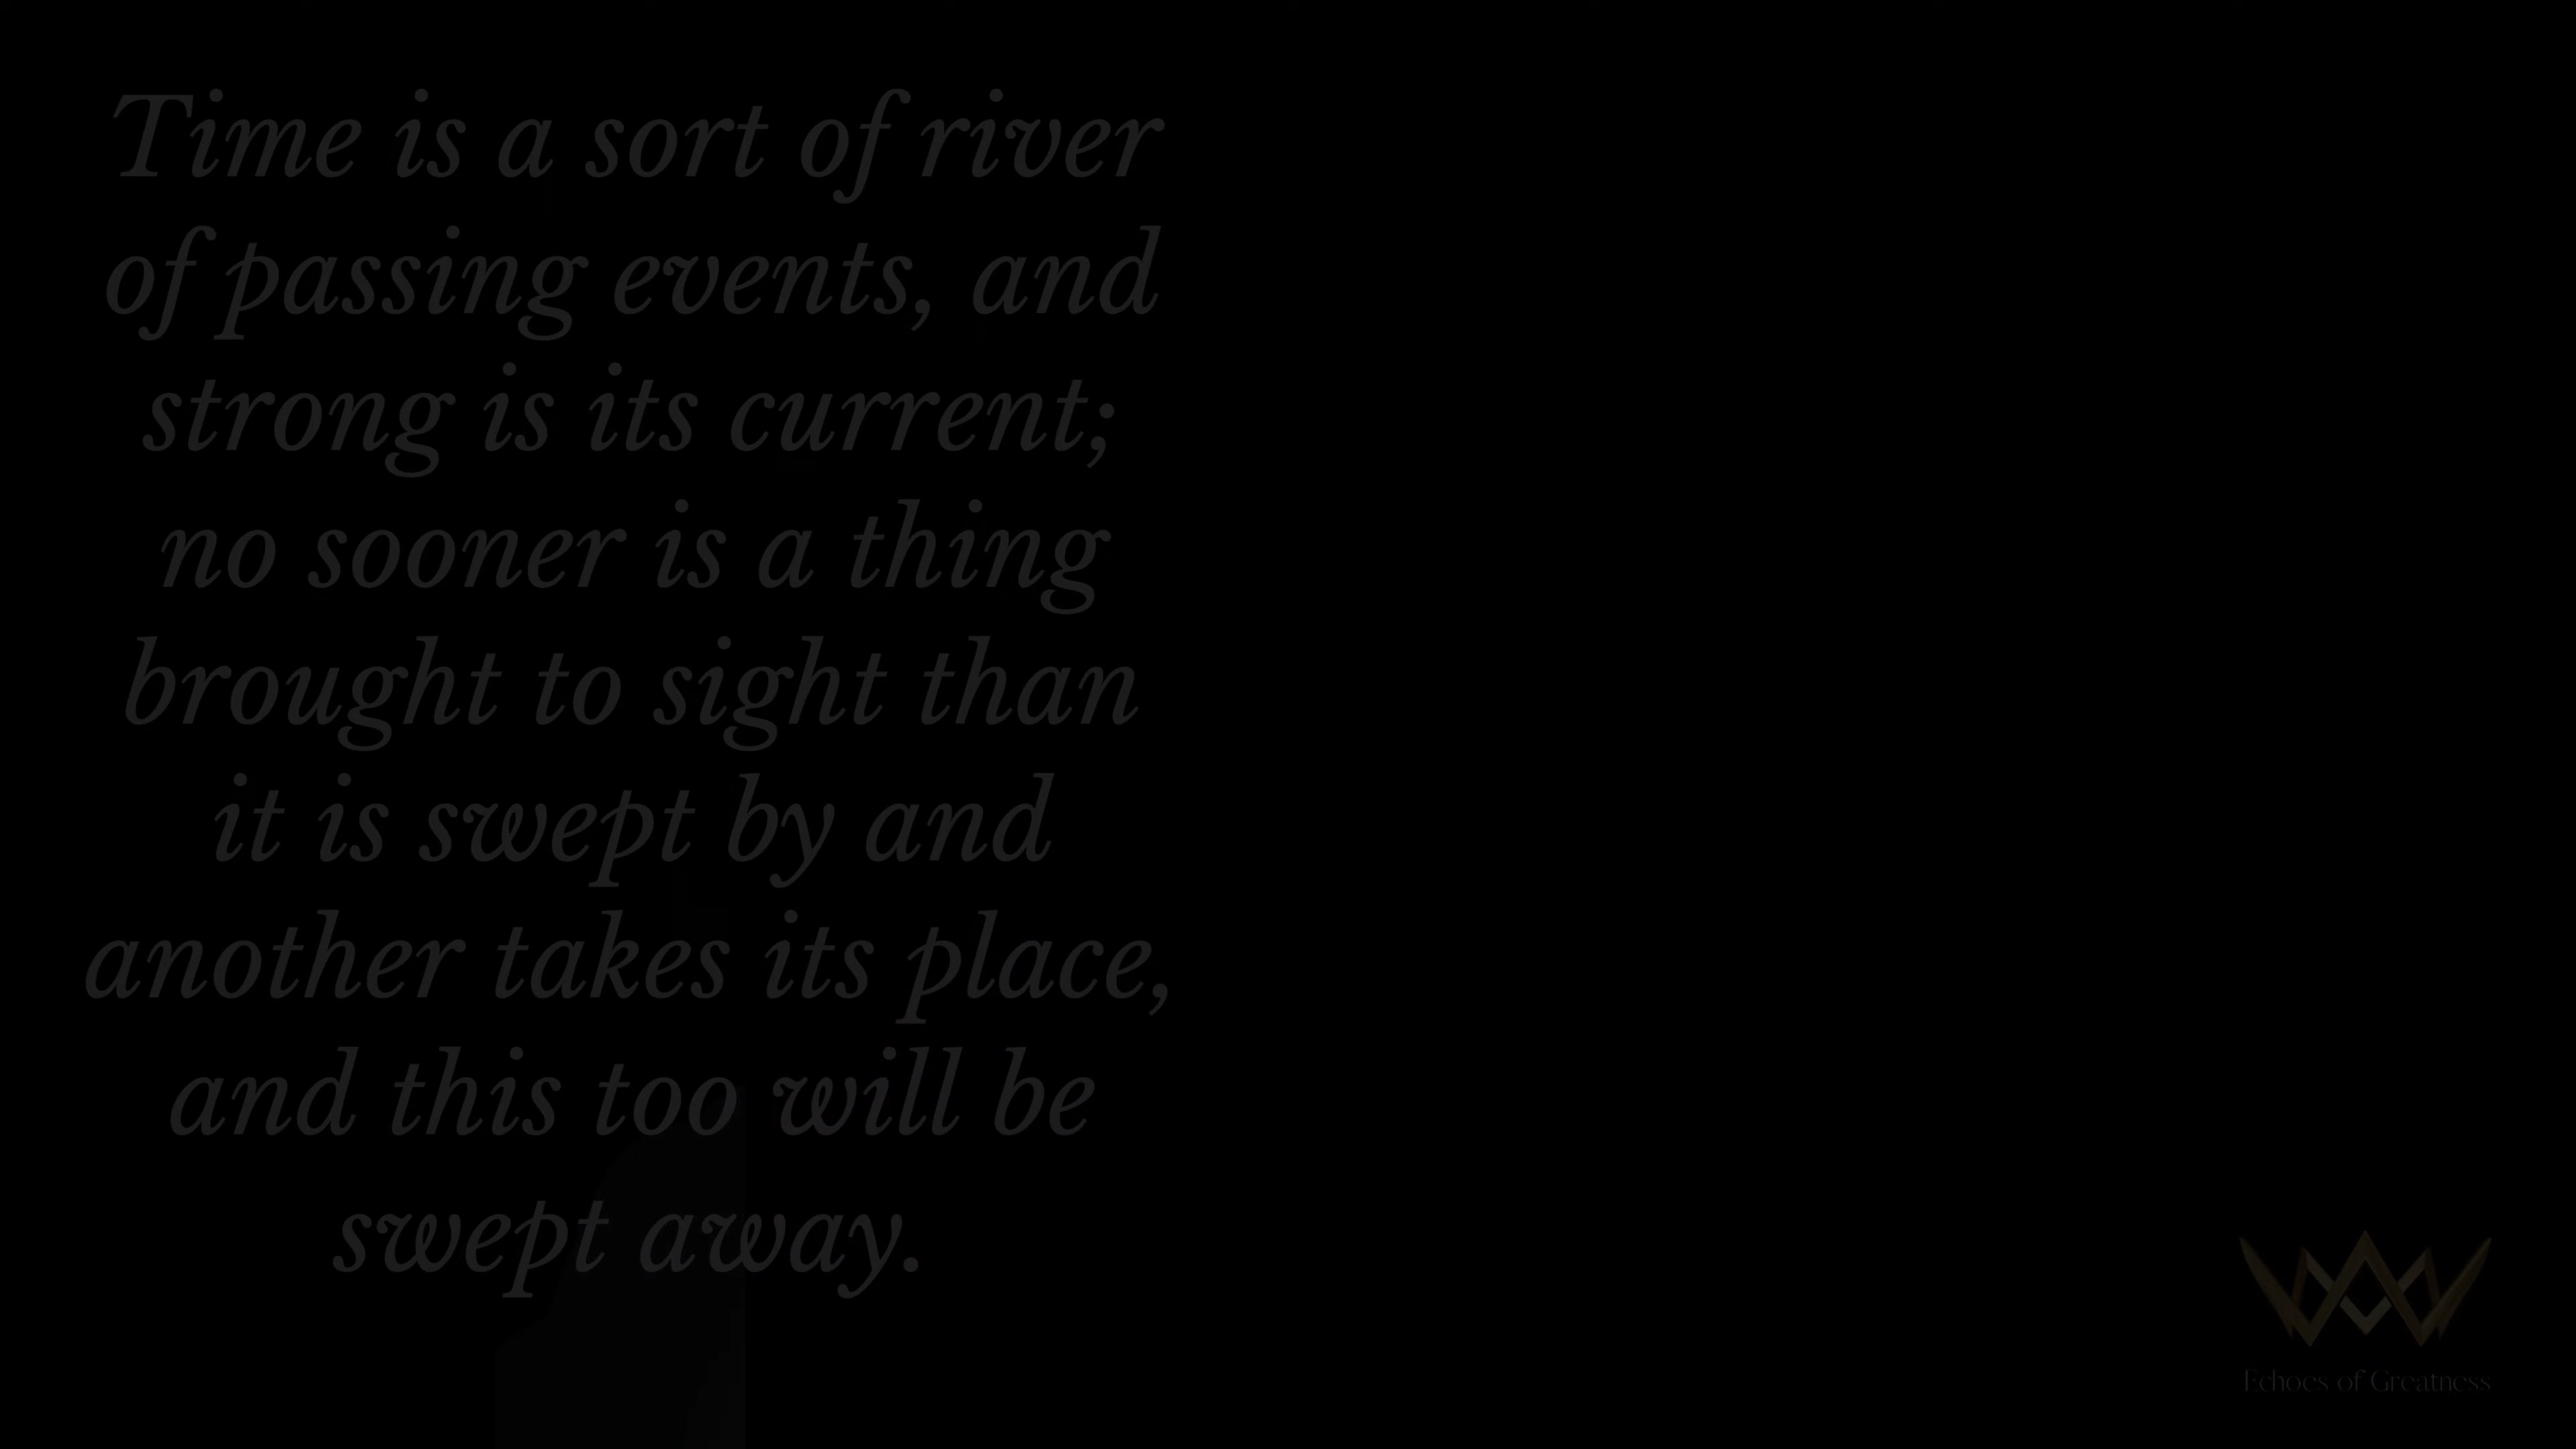 Time is a sort of river
of passing events, and
strong is its current;
no sooner is a thing
brought to sight than
it is swept by and
another takes its place,
and this too will be
swept away.
Echoes of Greatness